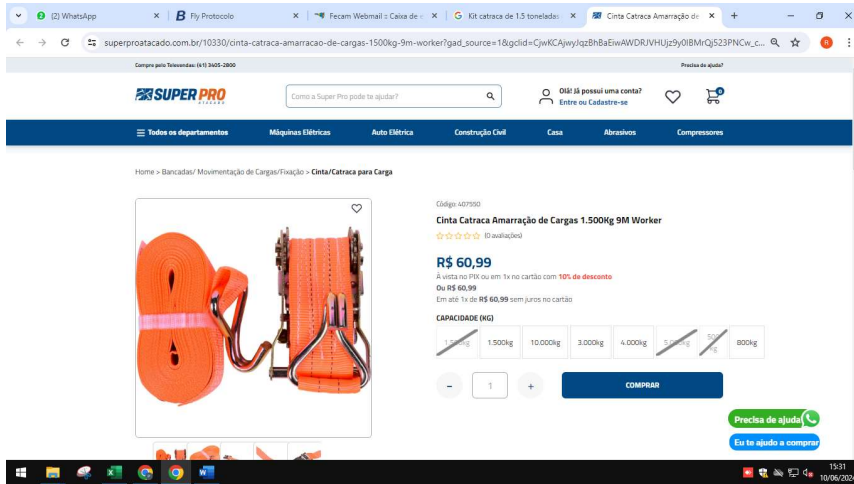 (2) WhatsApp
Fly Protocolo
Fecam Webmail :: Caixa de e
Kit catraca de 1.5 toneladas
Cinta Catraca Amarração de
superproatacado.com.br/10330/cinta-catraca-amarracao-de-cargas-1500kg-9m-worker?gad_source=1&gclid=CjwKCAjwyJqzBhBaEiwAWDRJVHUjz9y0IBMrQj523PNCw_c...
R
Compre pelo Televendas: (41) 3405-2800
Precisa de ajuda?
SUPER PRO
ATACADO
Como a Super Pro pode te ajudar?
Olá! Já possui uma conta?
Entre ou Cadastre-se
0
Todos os departamentos
Máquinas Elétricas
Auto Elétrica
Construção Civil
Casa
Abrasivos
Compressores
Home > Bancadas/ Movimentação de Cargas/Fixação > Cinta/Catraca para Carga
Código: 407550
Cinta Catraca Amarração de Cargas 1.500Kg 9M Worker
(0 avaliações)
R$ 60,99
À vista no PIX ou em 1x no cartão com 10% de desconto
Ou R$ 60,99
Em até 1x de R$ 60,99 sem juros no cartão
CAPACIDADE (KG)
1.500kg
10.000kg
3.000kg
4.000kg
800kg
-
1
+
COMPRAR
Precisa de ajuda
Eu te ajudo a comprar
15:31
10/06/2024